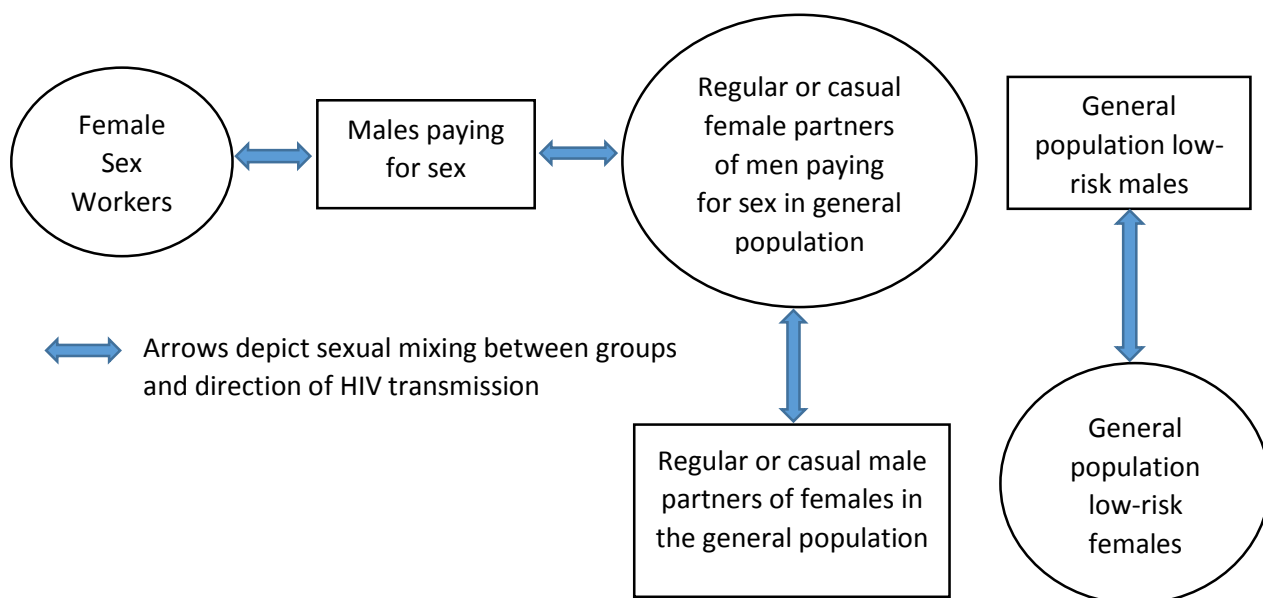 Female
Sex
Workers
Males paying
for sex
Regular or casual
female partners
of men paying
for sex in general
population
General
population low-
risk males
Arrows depict sexual mixing between groups
and direction of HIV transmission
Regular or casual male
partners of females in
the general population
General
population
low-risk
females